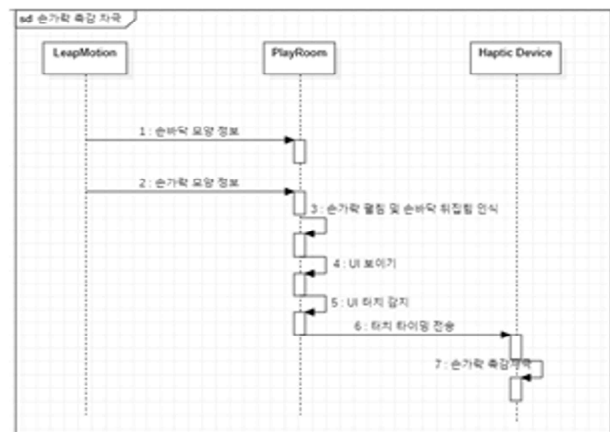 sd 손가락 촉감 자극
LeapMotion
PlayRoom
Haptic Device
1 : 손바닥 모양 정보
2 : 손가락 모양 정보
3 : 손가락 펼침 및 손바닥 뒤집힘 인식
4 : UI 보이기
5 : UI 터치 감지
6 : 터치 타이밍 전송
7 : 손가락 촉감자극